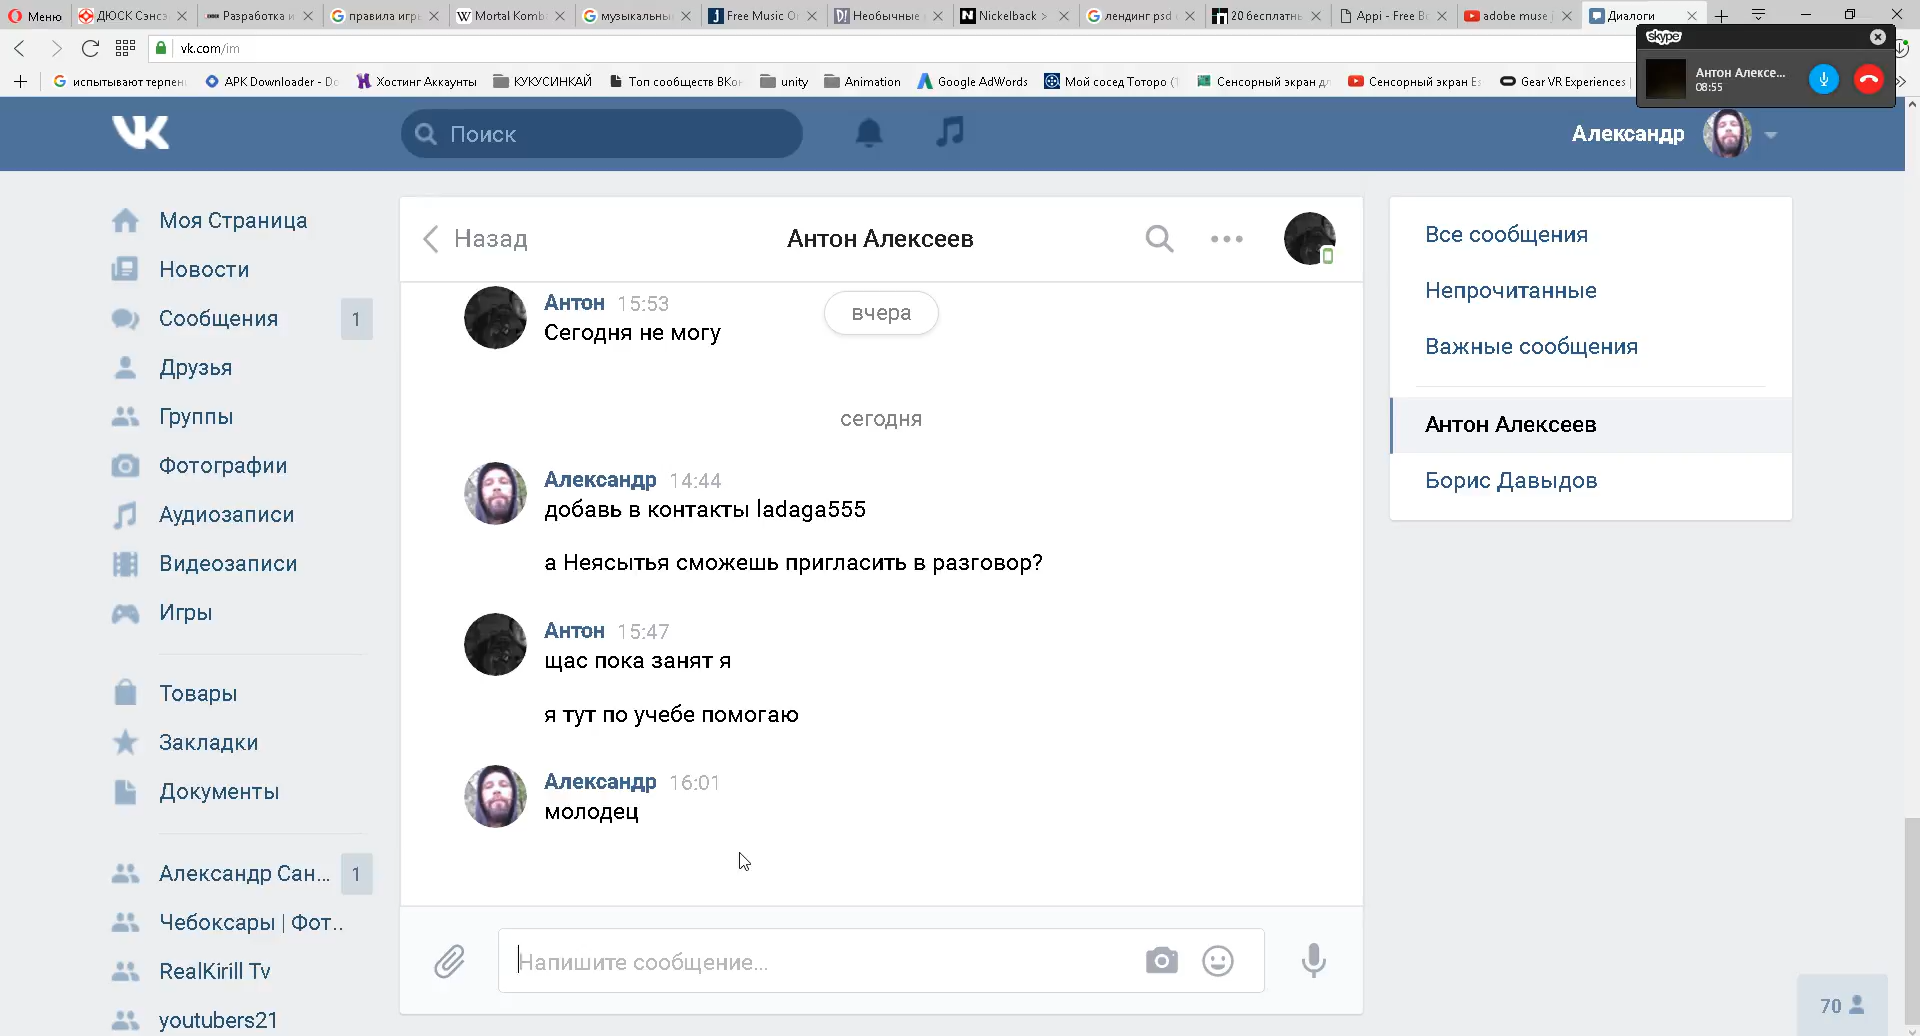 Меню
ДЮСК Сэнсэ
Разработка и
правила игры
Mortal Komb
музыкальны
Free Music O
Необычные
Nickelback >
лендинг psd
20 бесплатны
Appi - Free B
adobe muse
Диалоги
vk.com/im
испытывают терпен
APK Downloader - Do
Хостинг Аккаунты
КУКУСИНКАЙ
Топ сообществ ВКон
unity
Animation
Google AdWords
Мой сосед Тоторо (
Сенсорный экран дл
Сенсорный экран Es
Gear VR Experiences
skype
Антон Алексе...
08:55
Поиск
Александр
Моя Страница
Новости
Сообщения 1
Друзья
Группы
Фотографии
Аудиозаписи
Видеозаписи
Игры
Товары
Закладки
Документы
Александр Сан... 1
Чебоксары | Фот..
RealKirill Tv
youtubers21
Назад
Антон Алексеев
Антон 15:53
Сегодня не могу
вчера
сегодня
Александр 14:44
добавь в контакты ladaga555
а Неясытья сможешь пригласить в разговор?
Антон 15:47
щас пока занят я
я тут по учебе помогаю
Александр 16:01
молодец
Напишите сообщение...
Все сообщения
Непрочитанные
Важные сообщения
Антон Алексеев
Борис Давыдов
70